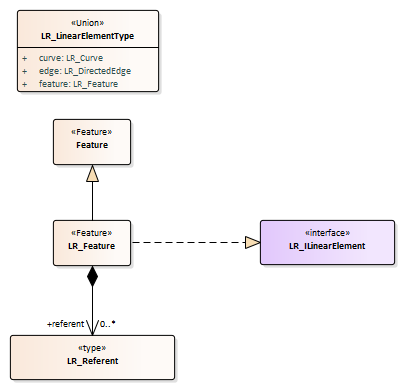 «Union»
LR_LinearElementType
+ curve: LR_Curve
+ edge: LR_DirectedEdge
+ feature: LR_Feature
«Feature»
Feature
«Feature»
LR_Feature
«interface»
LR_ILinearElement
+referent 0..*
«type»
LR_Referent